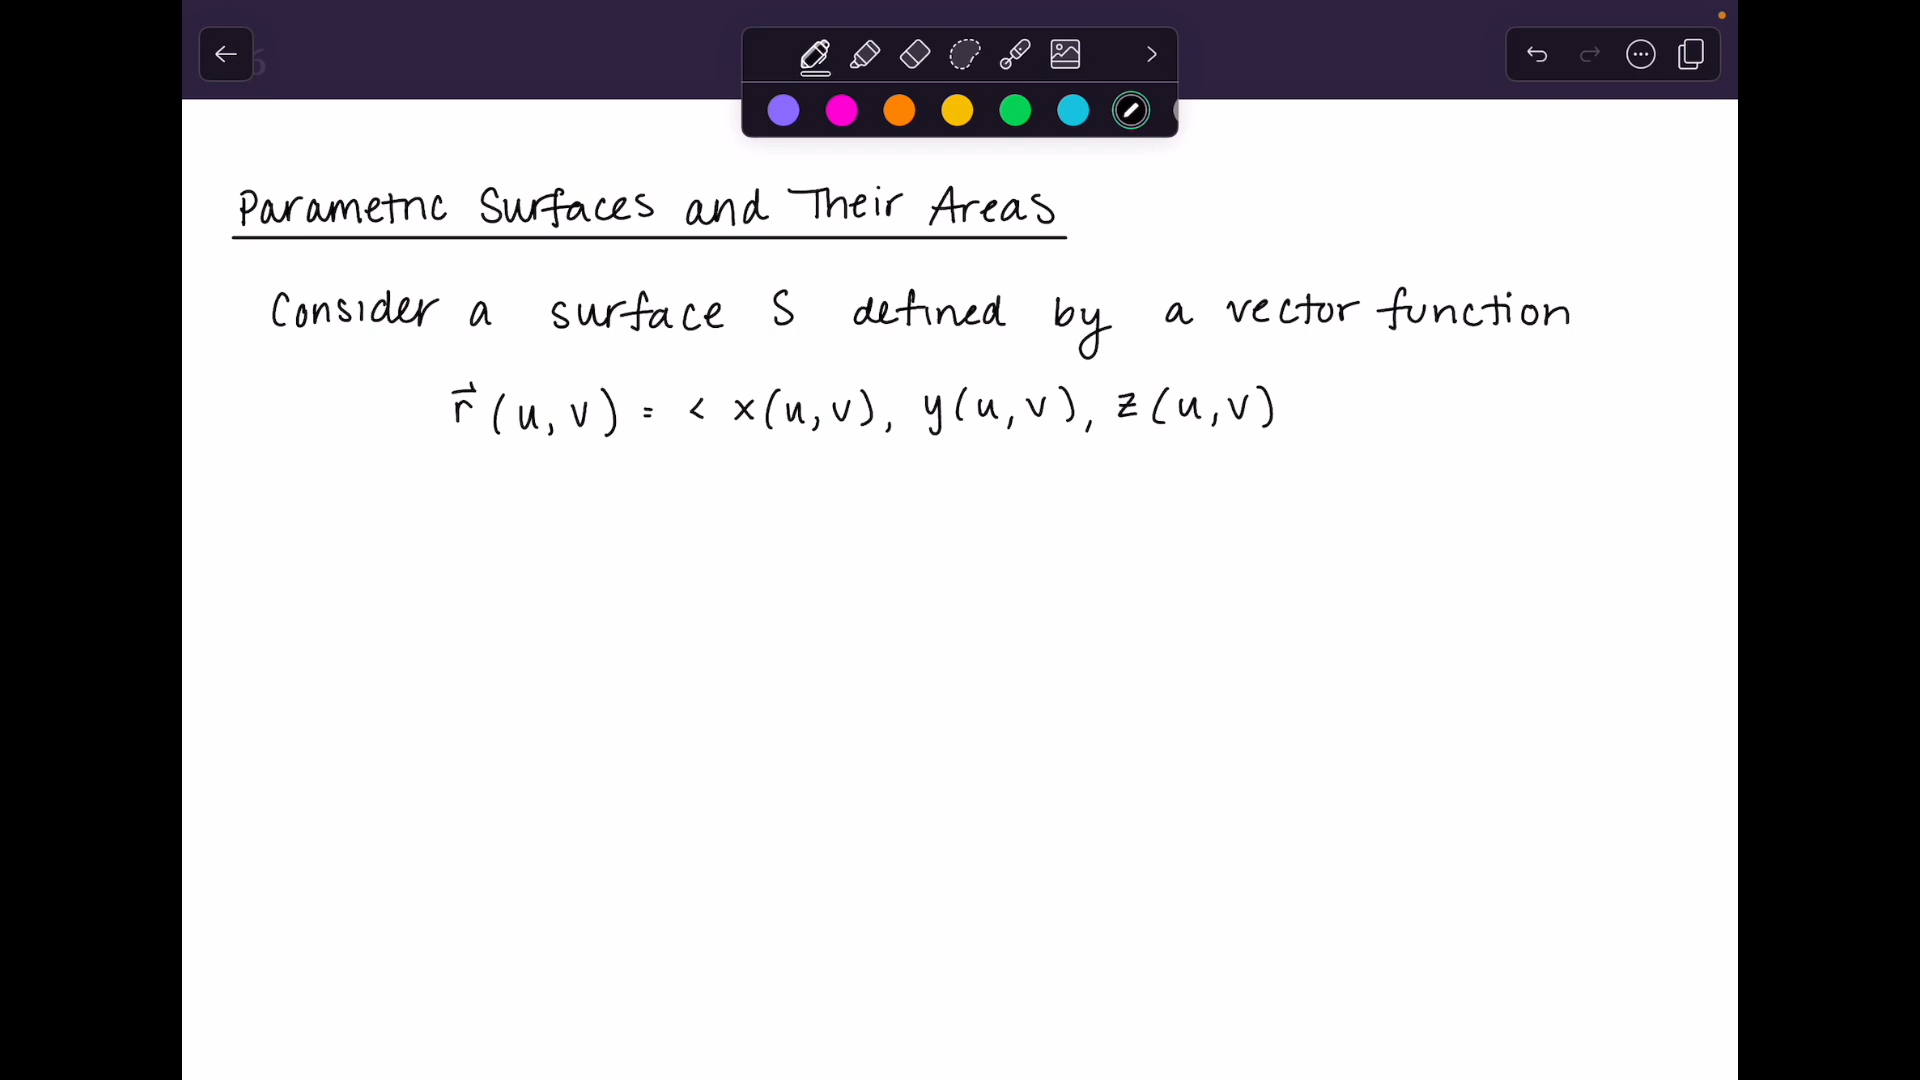 Parametric Surfaces and Their Areas
Consider a surface S defined by a vector function
r⃗(u,v) = < x(u,v), y(u,v), z(u,v)